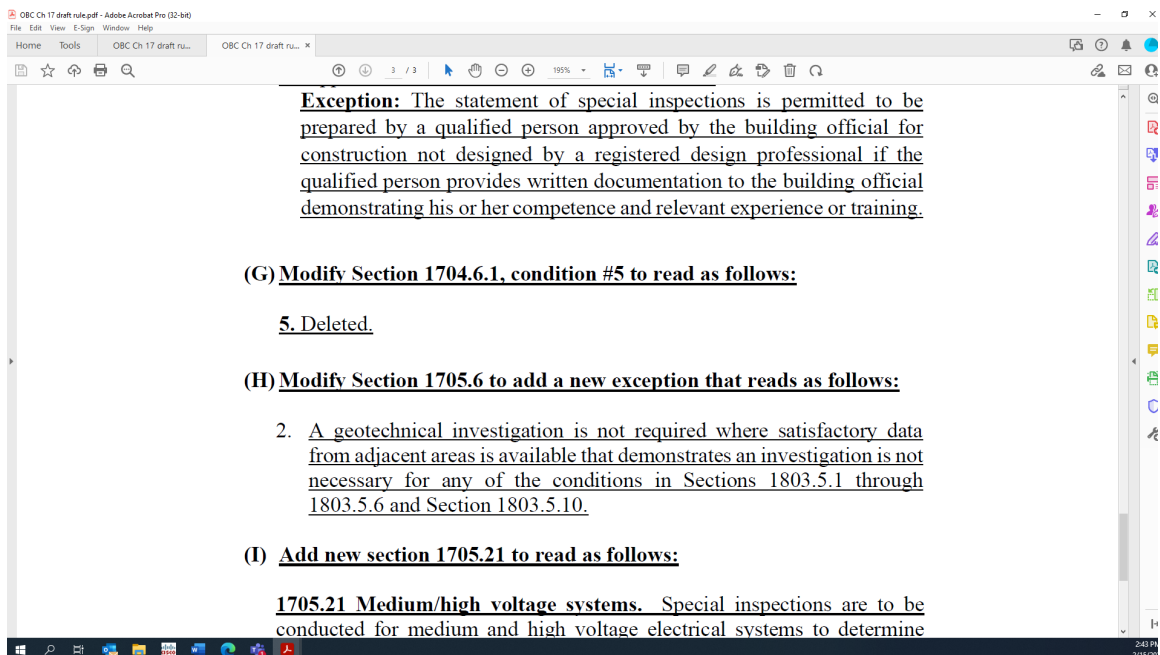 OBC Ch 17 draft rule.pdf - Adobe Acrobat Pro (32-bit)
File Edit View E-Sign Window Help
Home Tools OBC Ch 17 draft ru... OBC Ch 17 draft ru... ×
3 / 3 195%
Exception: The statement of special inspections is permitted to be
prepared by a qualified person approved by the building official for
construction not designed by a registered design professional if the
qualified person provides written documentation to the building official
demonstrating his or her competence and relevant experience or training.
(G) Modify Section 1704.6.1, condition #5 to read as follows:
5. Deleted.
(H) Modify Section 1705.6 to add a new exception that reads as follows:
2. A geotechnical investigation is not required where satisfactory data
from adjacent areas is available that demonstrates an investigation is not
necessary for any of the conditions in Sections 1803.5.1 through
1803.5.6 and Section 1803.5.10.
(I) Add new section 1705.21 to read as follows:
1705.21 Medium/high voltage systems. Special inspections are to be
conducted for medium and high voltage electrical systems to determine
2:43 PM